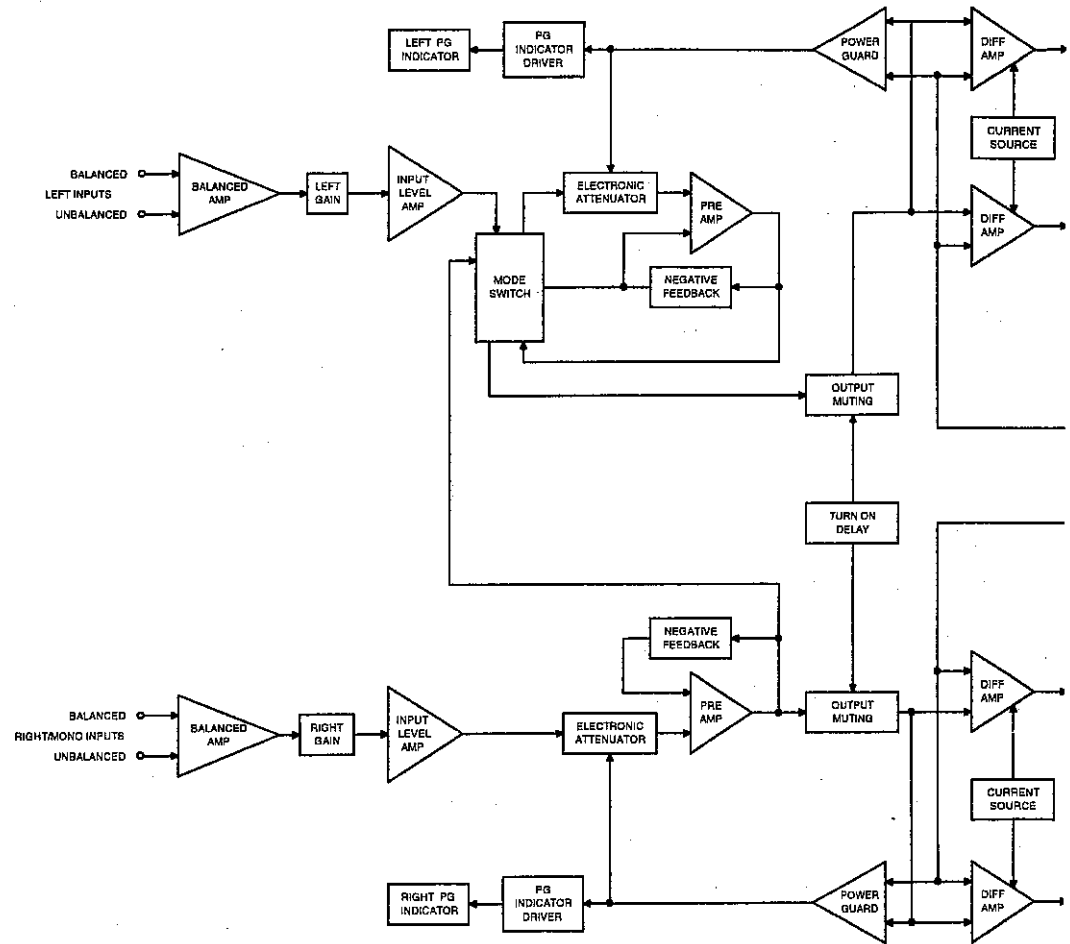 LEFT PG
INDICATOR
PG
INDICATOR
DRIVER
POWER
GUARD
DIFF
AMP
CURRENT
SOURCE
BALANCED
LEFT INPUTS
UNBALANCED
BALANCED
AMP
LEFT
GAIN
INPUT
LEVEL
AMP
ELECTRONIC
ATTENUATOR
PRE
AMP
DIFF
AMP
MODE
SWITCH
NEGATIVE
FEEDBACK
OUTPUT
MUTING
TURN ON
DELAY
NEGATIVE
FEEDBACK
BALANCED
RIGHT/MONO INPUTS
UNBALANCED
BALANCED
AMP
RIGHT
GAIN
INPUT
LEVEL
AMP
ELECTRONIC
ATTENUATOR
PRE
AMP
OUTPUT
MUTING
DIFF
AMP
CURRENT
SOURCE
RIGHT PG
INDICATOR
PG
INDICATOR
DRIVER
POWER
GUARD
DIFF
AMP